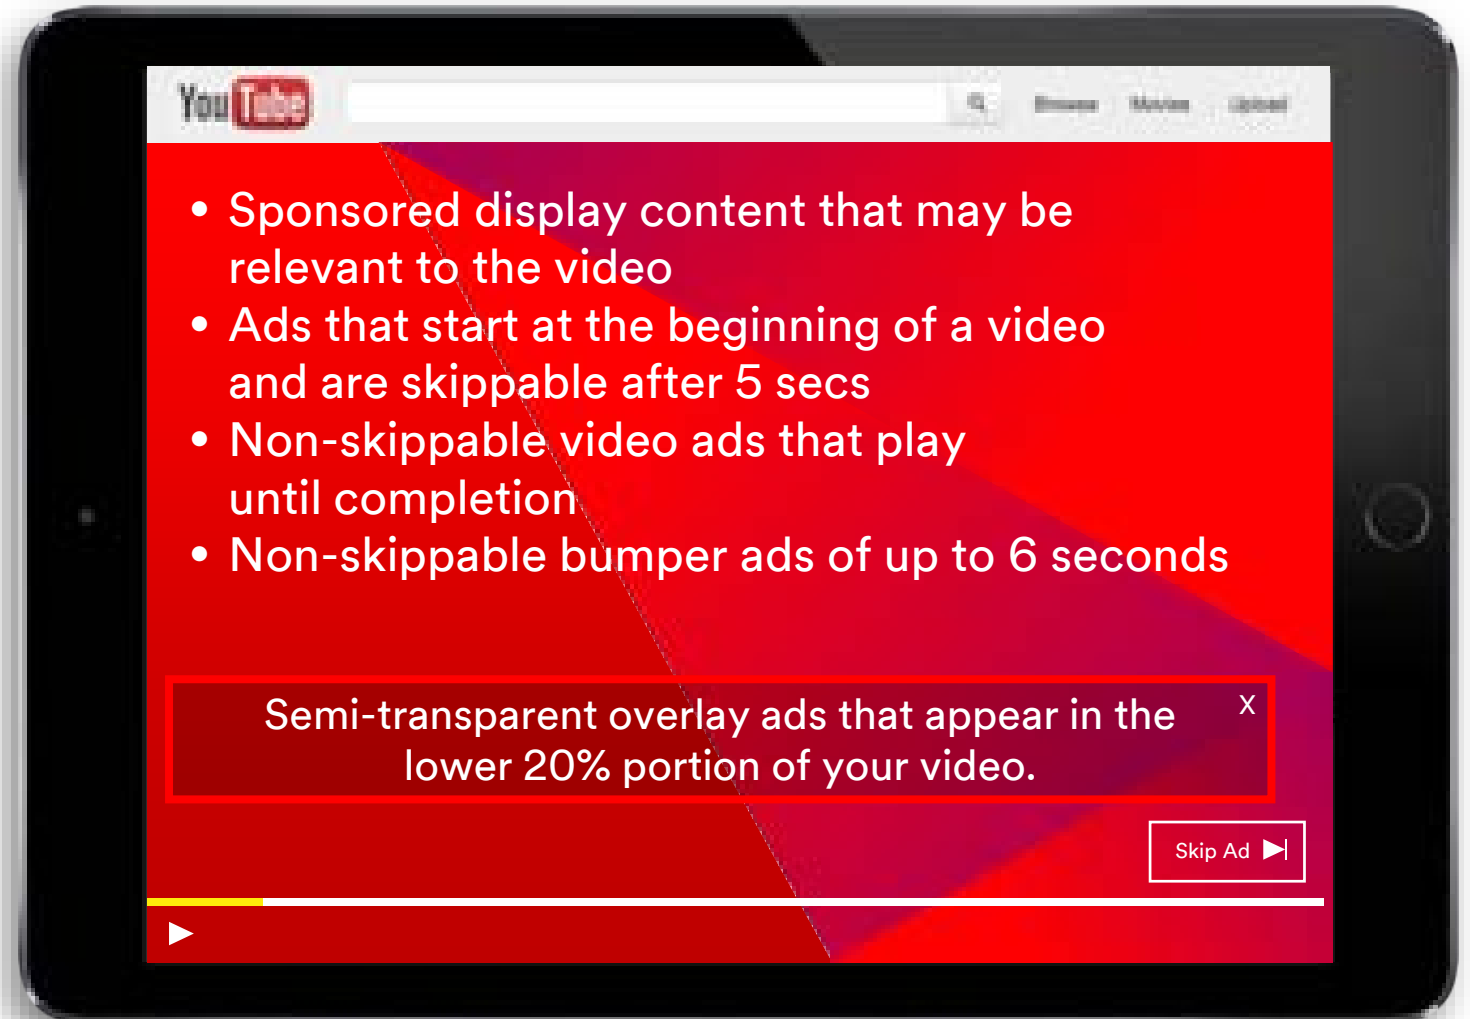 YouTube
Browse Movies Upload
• Sponsored display content that may be
relevant to the video
• Ads that start at the beginning of a video
and are skippable after 5 secs
• Non-skippable video ads that play
until completion
• Non-skippable bumper ads of up to 6 seconds
Semi-transparent overlay ads that appear in the X
lower 20% portion of your video.
Skip Ad